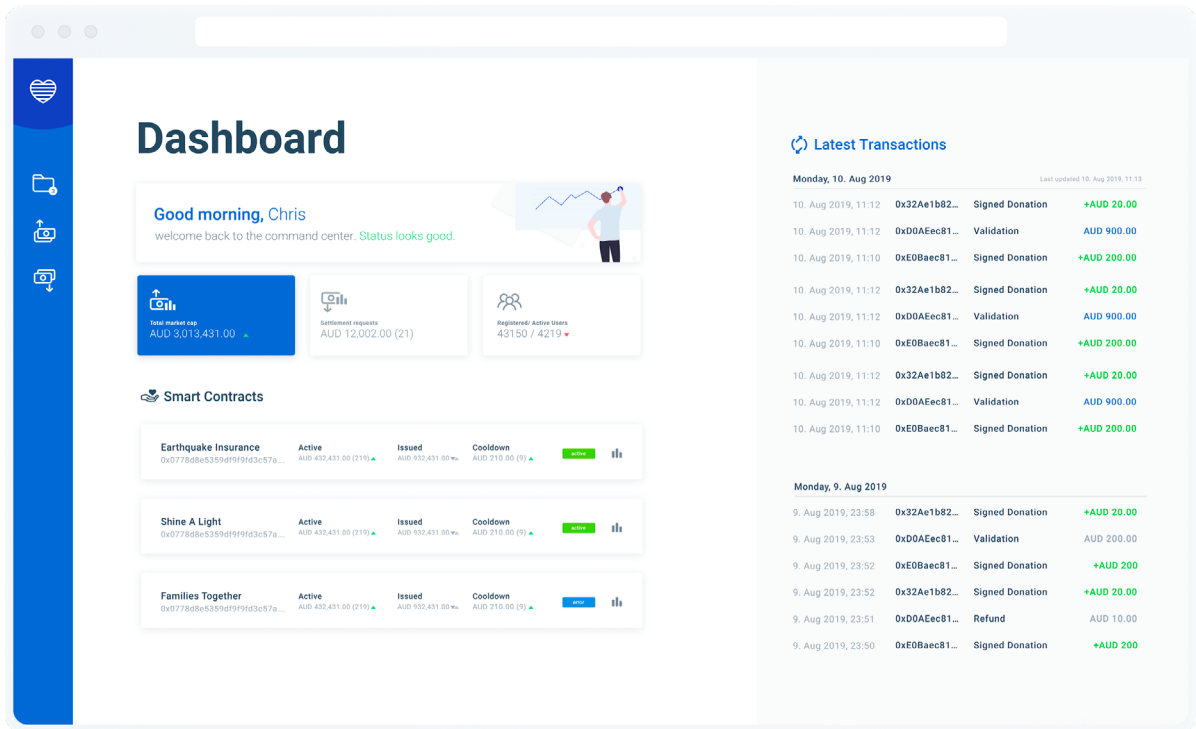 Dashboard
Good morning, Chris
welcome back to the command center. Status looks good.
Total market cap
AUD 3,013,431.00
Settlement requests
AUD 12,002.00 (21)
Registered/ Active Users
43150 / 4219
Smart Contracts
Earthquake Insurance Active Issued Cooldown
0x0778d8e5359df9f9fd3c57a... AUD 432,431.00 (219) AUD 932,431.00 AUD 210.00 (9) active
Shine A Light Active Issued Cooldown
0x0778d8e5359df9f9fd3c57a... AUD 432,431.00 (219) AUD 932,431.00 AUD 210.00 (9) active
Families Together Active Issued Cooldown
0x0778d8e5359df9f9fd3c57a... AUD 432,431.00 (219) AUD 932,431.00 AUD 210.00 (9) error
Latest Transactions
Monday, 10. Aug 2019 Last updated 10. Aug 2019, 11:13
10. Aug 2019, 11:12 0x32Ae1b82... Signed Donation +AUD 20.00
10. Aug 2019, 11:12 0xD0AEec81... Validation AUD 900.00
10. Aug 2019, 11:10 0xE0Baec81... Signed Donation +AUD 200.00
10. Aug 2019, 11:12 0x32Ae1b82... Signed Donation +AUD 20.00
10. Aug 2019, 11:12 0xD0AEec81... Validation AUD 900.00
10. Aug 2019, 11:10 0xE0Baec81... Signed Donation +AUD 200.00
10. Aug 2019, 11:12 0x32Ae1b82... Signed Donation +AUD 20.00
10. Aug 2019, 11:12 0xD0AEec81... Validation AUD 900.00
10. Aug 2019, 11:10 0xE0Baec81... Signed Donation +AUD 200.00
Monday, 9. Aug 2019
9. Aug 2019, 23:58 0x32Ae1b82... Signed Donation +AUD 20.00
9. Aug 2019, 23:53 0xD0AEec81... Validation AUD 200.00
9. Aug 2019, 23:52 0xE0Baec81... Signed Donation +AUD 200
9. Aug 2019, 23:52 0x32Ae1b82... Signed Donation +AUD 20.00
9. Aug 2019, 23:51 0xD0AEec81... Refund AUD 10.00
9. Aug 2019, 23:50 0xE0Baec81... Signed Donation +AUD 200